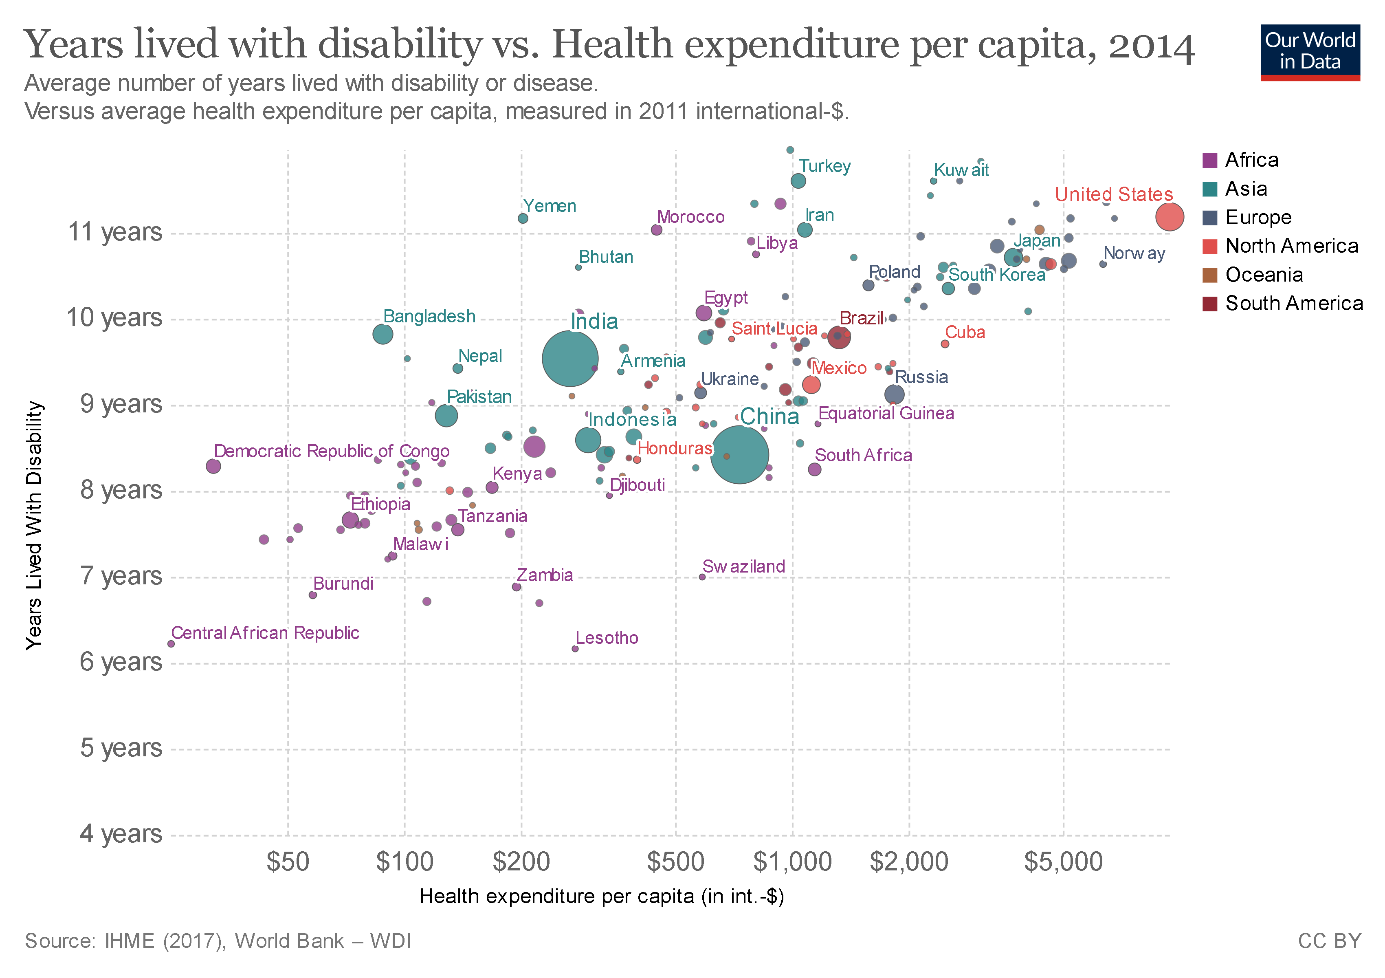 Years lived with disability vs. Health expenditure per capita, 2014
Our World
in Data
Average number of years lived with disability or disease.
Versus average health expenditure per capita, measured in 2011 international-$.
Africa
Asia
Europe
North America
Oceania
South America
Turkey
Kuwait
United States
Yemen
Morocco
Iran
11 years
Libya
Japan
Norway
Bhutan
Poland
South Korea
Egypt
10 years
Bangladesh
India
Saint Lucia
Brazil
Cuba
Nepal
Armenia
Mexico
Ukraine
Russia
Pakistan
9 years
Equatorial Guinea
Indonesia
China
Honduras
Democratic Republic of Congo
South Africa
Kenya
Djibouti
8 years
Ethiopia
Tanzania
Malawi
Swaziland
7 years
Zambia
Burundi
Central African Republic
Lesotho
6 years
5 years
4 years
Years Lived With Disability
$50
$100
$200
$500
$1,000
$2,000
$5,000
Health expenditure per capita (in int.-$)
Source: IHME (2017), World Bank – WDI
CC BY